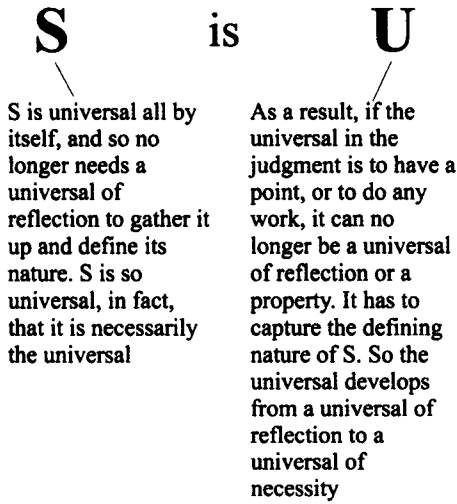 S is U
S is universal all by
itself, and so no
longer needs a
universal of
reflection to gather it
up and define its
nature. S is so
universal, in fact,
that it is necessarily
the universal
As a result, if the
universal in the
judgment is to have a
point, or to do any
work, it can no
longer be a universal
of reflection or a
property. It has to
capture the defining
nature of S. So the
universal develops
from a universal of
reflection to a
universal of
necessity